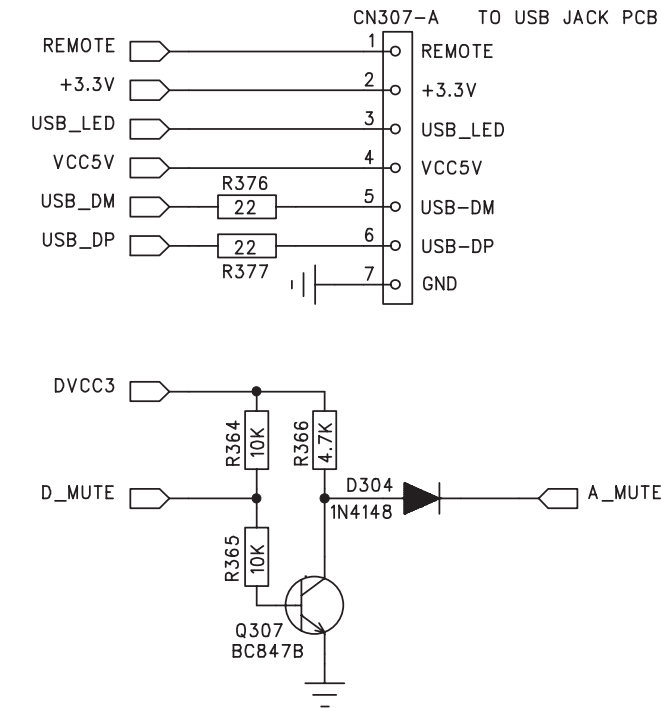 CN307-A TO USB JACK PCB
REMOTE 1 REMOTE
+3.3V 2 +3.3V
USB_LED 3 USB_LED
VCC5V 4 VCC5V
R376
USB_DM 22 5 USB-DM
USB_DP 22 6 USB-DP
R377
7 GND
DVCC3
R364 10K R366 4.7K
D_MUTE D304 A_MUTE
1N4148
R365 10K
Q307
BC847B